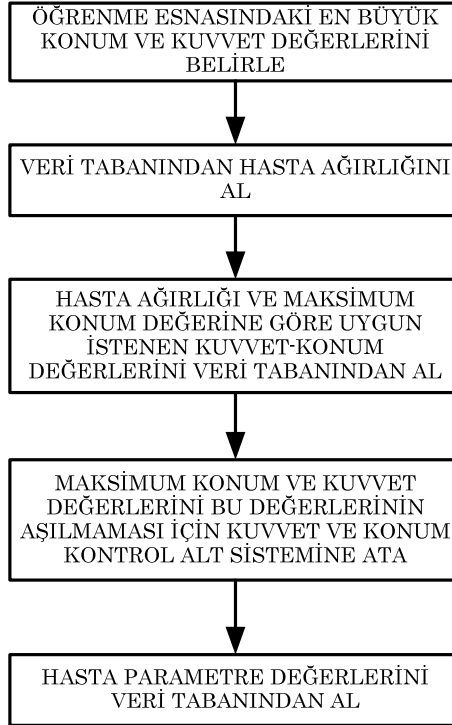 ÖĞRENME ESNASINDAKİ EN BÜYÜK
KONUM VE KUVVET DEĞERLERİNİ
BELİRLE
VERİ TABANINDAN HASTA AĞIRLIĞINI
AL
HASTA AĞIRLIĞI VE MAKSİMUM
KONUM DEĞERİNE GÖRE UYGUN
İSTENEN KUVVET-KONUM
DEĞERLERİNİ VERİ TABANINDAN AL
MAKSİMUM KONUM VE KUVVET
DEĞERLERİNİ BU DEĞERLERİNİN
AŞILMAMASI İÇİN KUVVET VE KONUM
KONTROL ALT SİSTEMİNE ATA
HASTA PARAMETRE DEĞERLERİNİ
VERİ TABANINDAN AL